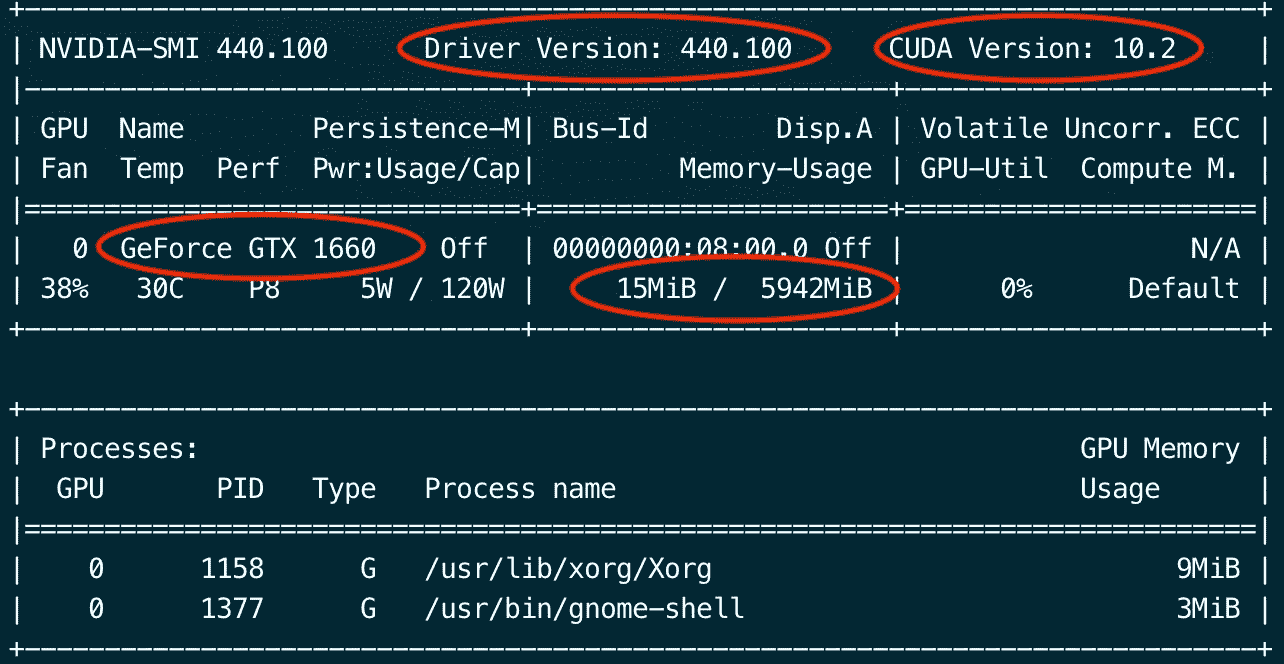 NVIDIA-SMI 440.100 Driver Version: 440.100 CUDA Version: 10.2
GPU Name Persistence-M| Bus-Id Disp.A | Volatile Uncorr. ECC
Fan Temp Perf Pwr:Usage/Cap| Memory-Usage | GPU-Util Compute M.
0 GeForce GTX 1660 Off | 00000000:08:00.0 Off | N/A
38% 30C P8 5W / 120W | 15MiB / 5942MiB | 0% Default
Processes: GPU Memory
GPU PID Type Process name Usage
0 1158 G /usr/lib/xorg/Xorg 9MiB
0 1377 G /usr/bin/gnome-shell 3MiB